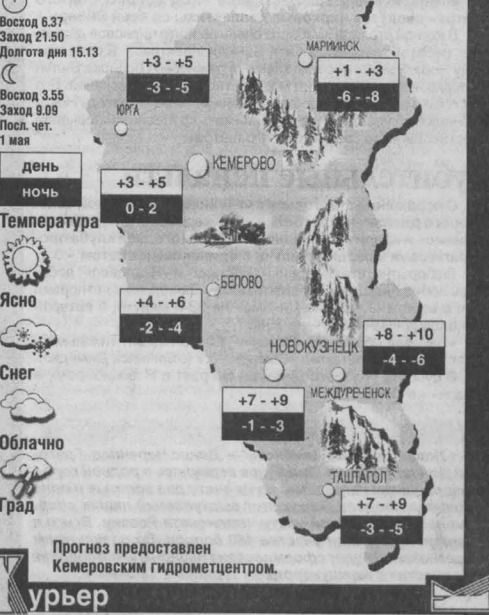 Восход 6.37
Заход 21.50
Долгота дня 15.13
Восход 3.55
Заход 9.09
Посл. чет.
1 мая
день
ночь
Температура
Ясно
Снег
Облачно
Град
+3 - +5
-3 - -5
ЮРГА
МАРИИНСК
+1 - +3
-6 - -8
КЕМЕРОВО
+3 - +5
0 - 2
БЕЛОВО
+4 - +6
-2 - -4
НОВОКУЗНЕЦК
+7 - +9
-1 - -3
+8 - +10
-4 - -6
МЕЖДУРЕЧЕНСК
ТАШТАГОЛ
+7 - +9
-3 - -5
Прогноз предоставлен
Кемеровским гидрометцентром.
Курьер